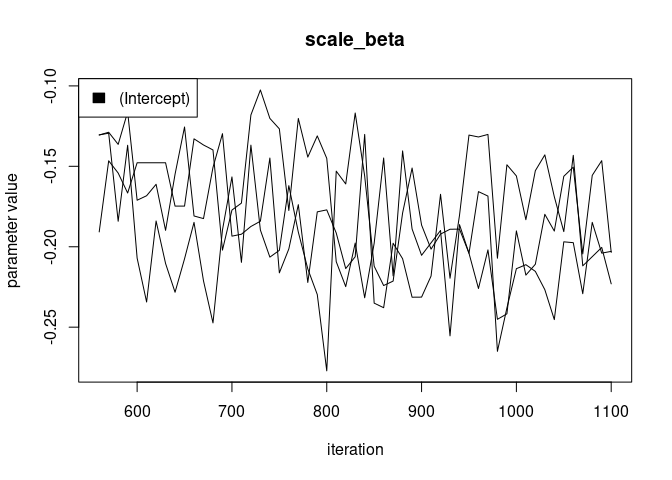 scale_beta
(Intercept)
parameter value
-0.10
-0.15
-0.20
-0.25
600 700 800 900 1000 1100
iteration